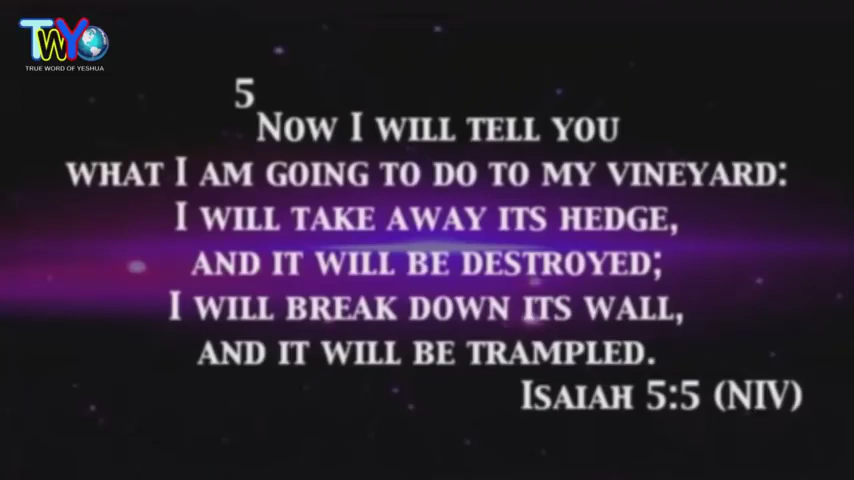 TWY
TRUE WORD OF YESHUA
5
NOW I WILL TELL YOU
WHAT I AM GOING TO DO TO MY VINEYARD:
I WILL TAKE AWAY ITS HEDGE,
AND IT WILL BE DESTROYED;
I WILL BREAK DOWN ITS WALL,
AND IT WILL BE TRAMPLED.
ISAIAH 5:5 (NIV)